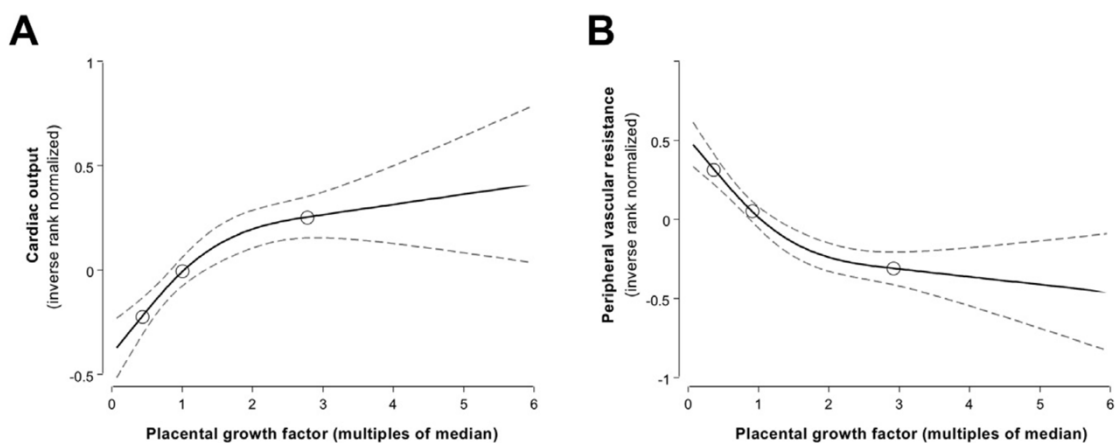 A
Cardiac output
(inverse rank normalized)
1
0.5
0
-0.5
0 1 2 3 4 5 6
Placental growth factor (multiples of median)
B
Peripheral vascular resistance
(inverse rank normalized)
0.5
0
-0.5
-1
0 1 2 3 4 5 6
Placental growth factor (multiples of median)